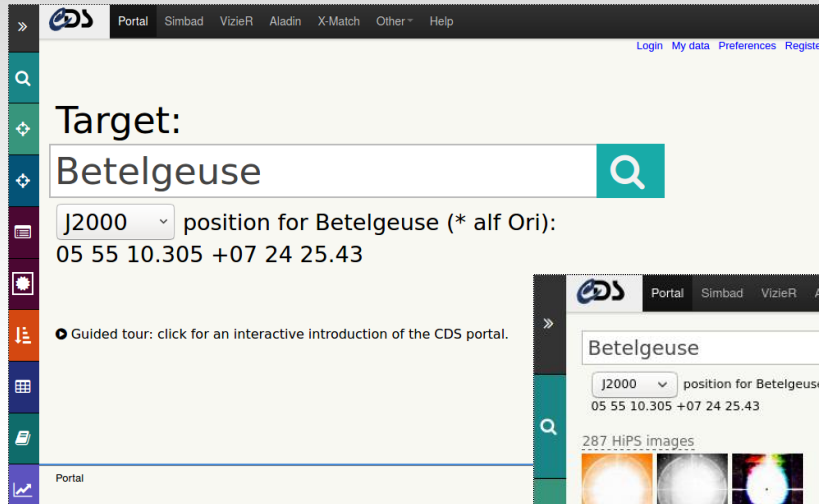 CDS Portal Simbad VizieR Aladin X-Match Other Help
Login My data Preferences
Target:
Betelgeuse
J2000 position for Betelgeuse (* alf Ori):
05 55 10.305 +07 24 25.43
Guided tour: click for an interactive introduction of the CDS portal.
Portal
CDS Portal Simbad VizieR
Betelgeuse
J2000 position for Betelgeuse
05 55 10.305 +07 24 25.43
287 HiPS images